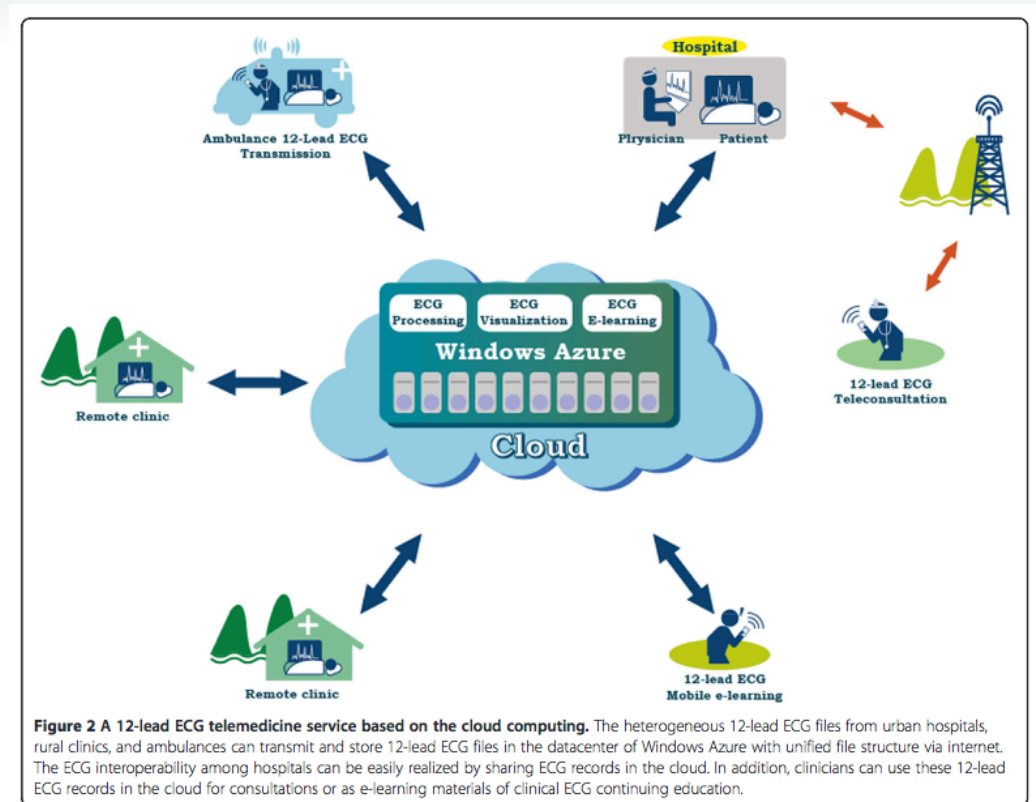 Hospital
Ambulance 12-Lead ECG
Transmission
Plrysician Patient
ECG
Processing
ECG
Visualization
ECG
E-learning
Windows Azure
Cloud
Remote clinic
12-lead ECG
Teleconsultation
Remote clinic
12-lead ECG
Mobile e-learning
Figure 2 A 12-lead ECG telemedicine service based on the cloud computing. The heterogeneous 12-lead ECG files from urban hospitals,
rural clinics, and ambulances can transmit and store 12-lead ECG files in the datacenter of Windows Azure with unified file structure via internet.
The ECG interoperability among hospitals can be easily realized by sharing ECG records in the cloud. In addition, clinicians can use these 12-lead
ECG records in the cloud for consultations or as e-learning materials of clinical ECG continuing education.